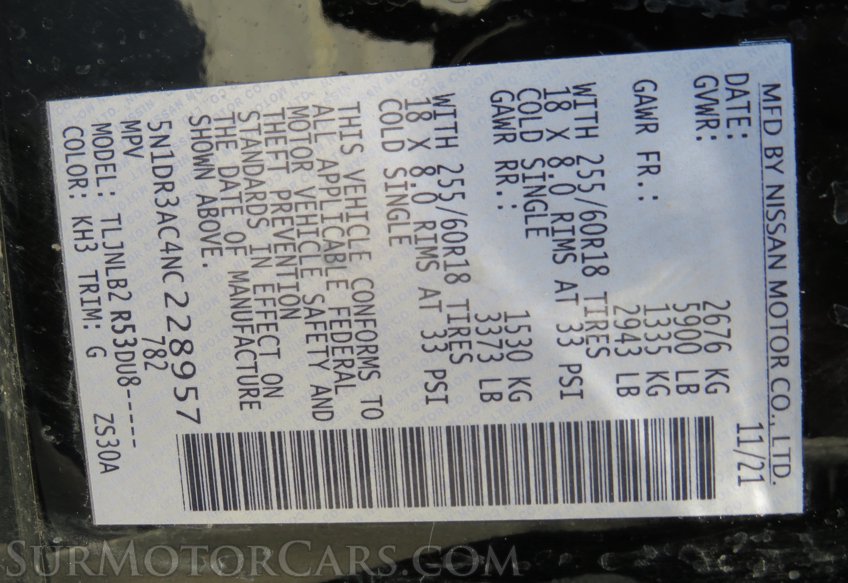 MFD BY NISSAN MOTOR CO., LTD.
DATE: 11/21
GVWR: 2676 KG
5900 LB
GAWR FR.: 1335 KG
2943 LB
WITH 255/60R18 TIRES
18 X 8.0 RIMS AT 33 PSI
COLD SINGLE
GAWR RR.: 1530 KG
3373 LB
WITH 255/60R18 TIRES
18 X 8.0 RIMS AT 33 PSI
COLD SINGLE
THIS VEHICLE CONFORMS TO
ALL APPLICABLE FEDERAL
MOTOR VEHICLE SAFETY AND
THEFT PREVENTION
STANDARDS IN EFFECT ON
THE DATE OF MANUFACTURE
SHOWN ABOVE.
5N1DR3AC4NC228957
MPV 782
MODEL: TLJNLB2 R53DU8-----
COLOR: KH3 TRIM: G ZS30A
SURMOTORCARS.COM